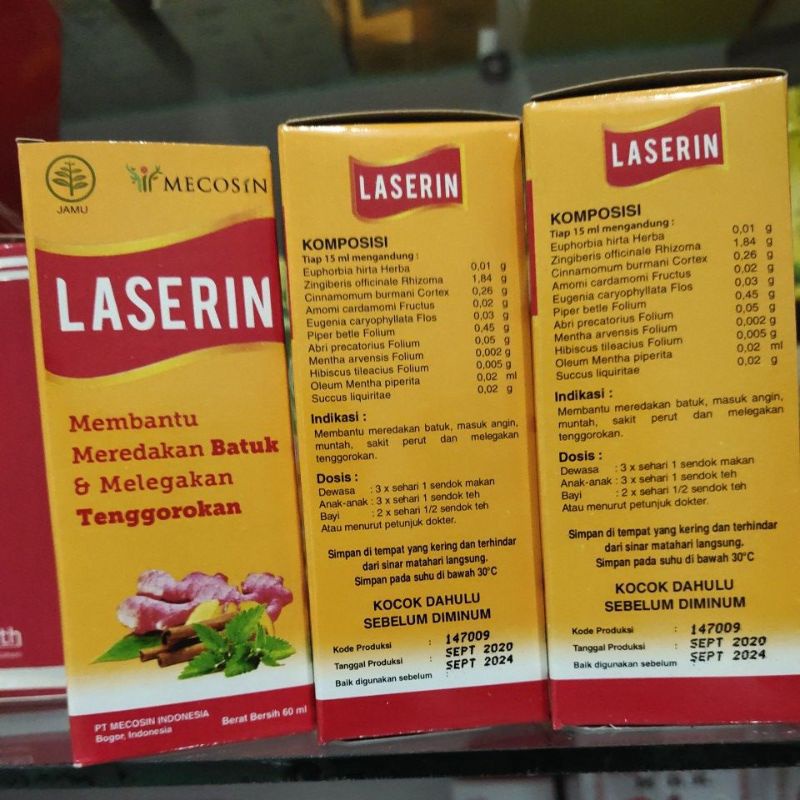 JAMU
MECOSIN
LASERIN
Membantu
Meredakan Batuk
& Melegakan
Tenggorokan
PT MECOSIN INDONESIA
Bogor, Indonesia
Berat Bersih 60 ml
LASERIN
KOMPOSISI
Tiap 15 ml mengandung :
Euphorbia hirta Herba 0,01 g
Zingiberis officinale Rhizoma 1,84 g
Cinnamomum burmani Cortex 0,26 g
Amomi cardamomi Fructus 0,02 g
Eugenia caryophyllata Flos 0,03 g
Piper betle Folium 0,45 g
Abri precatorius Folium 0,05 g
Mentha arvensis Folium 0,002 g
Hibiscus tileacius Folium 0,005 g
Oleum Mentha piperita 0,02 ml
Succus liquiritae 0,02 g
Indikasi :
Membantu meredakan batuk, masuk angin,
muntah, sakit perut dan melegakan
tenggorokan.
Dosis :
Dewasa : 3 x sehari 1 sendok makan
Anak-anak : 3 x sehari 1 sendok teh
Bayi : 2 x sehari 1/2 sendok teh
Atau menurut petunjuk dokter.
Simpan di tempat yang kering dan terhindar
dari sinar matahari langsung.
Simpan pada suhu di bawah 30°C
KOCOK DAHULU
SEBELUM DIMINUM
Kode Produksi : 147009
Tanggal Produksi : SEPT 2020
Baik digunakan sebelum : SEPT 2024
LASERIN
KOMPOSISI
Tiap 15 ml mengandung :
Euphorbia hirta Herba 0,01 g
Zingiberis officinale Rhizoma 1,84 g
Cinnamomum burmani Cortex 0,26 g
Amomi cardamomi Fructus 0,02 g
Eugenia caryophyllata Flos 0,03 g
Piper betle Folium 0,45 g
Abri precatorius Folium 0,05 g
Mentha arvensis Folium 0,002 g
Hibiscus tileacius Folium 0,005 g
Oleum Mentha piperita 0,02 ml
Succus liquiritae 0,02 g
Indikasi :
Membantu meredakan batuk, masuk angin,
muntah, sakit perut dan melegakan
tenggorokan.
Dosis :
Dewasa : 3 x sehari 1 sendok makan
Anak-anak : 3 x sehari 1 sendok teh
Bayi : 2 x sehari 1/2 sendok teh
Atau menurut petunjuk dokter.
Simpan di tempat yang kering dan terhindar
dari sinar matahari langsung.
Simpan pada suhu di bawah 30°C
KOCOK DAHULU
SEBELUM DIMINUM
Kode Produksi : 147009
Tanggal Produksi : SEPT 2020
Baik digunakan sebelum : SEPT 2024